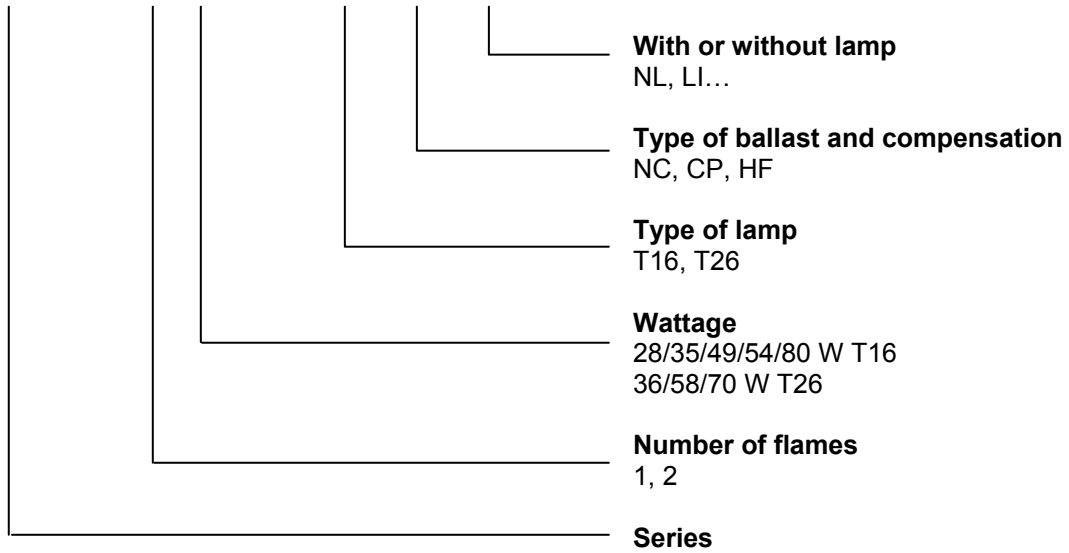 With or without lamp
NL, LI…
Type of ballast and compensation
NC, CP, HF
Type of lamp
T16, T26
Wattage
28/35/49/54/80 W T16
36/58/70 W T26
Number of flames
1, 2
Series